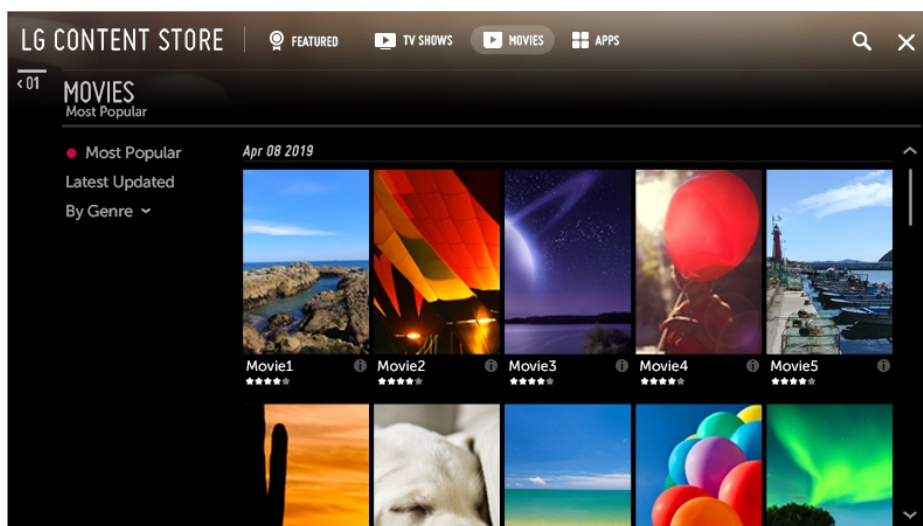 LG CONTENT STORE
FEATURED
TV SHOWS
MOVIES
APPS
<01
MOVIES
Most Popular
Most Popular
Latest Updated
By Genre
Apr 08 2019
Movie1
Movie2
Movie3
Movie4
Movie5